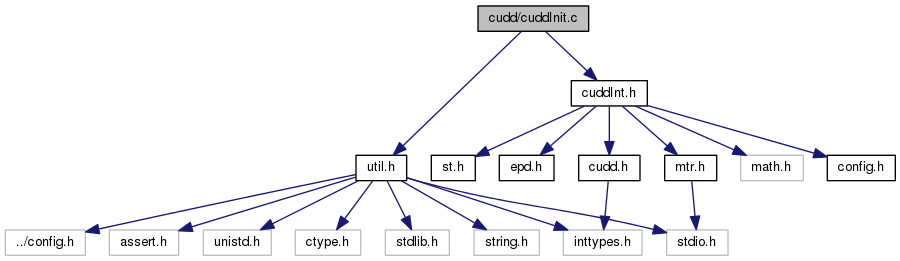 cudd/cuddInit.c
cuddInt.h
util.h
st.h
epd.h
cudd.h
mtr.h
math.h
config.h
../config.h
assert.h
unistd.h
ctype.h
stdlib.h
string.h
inttypes.h
stdio.h